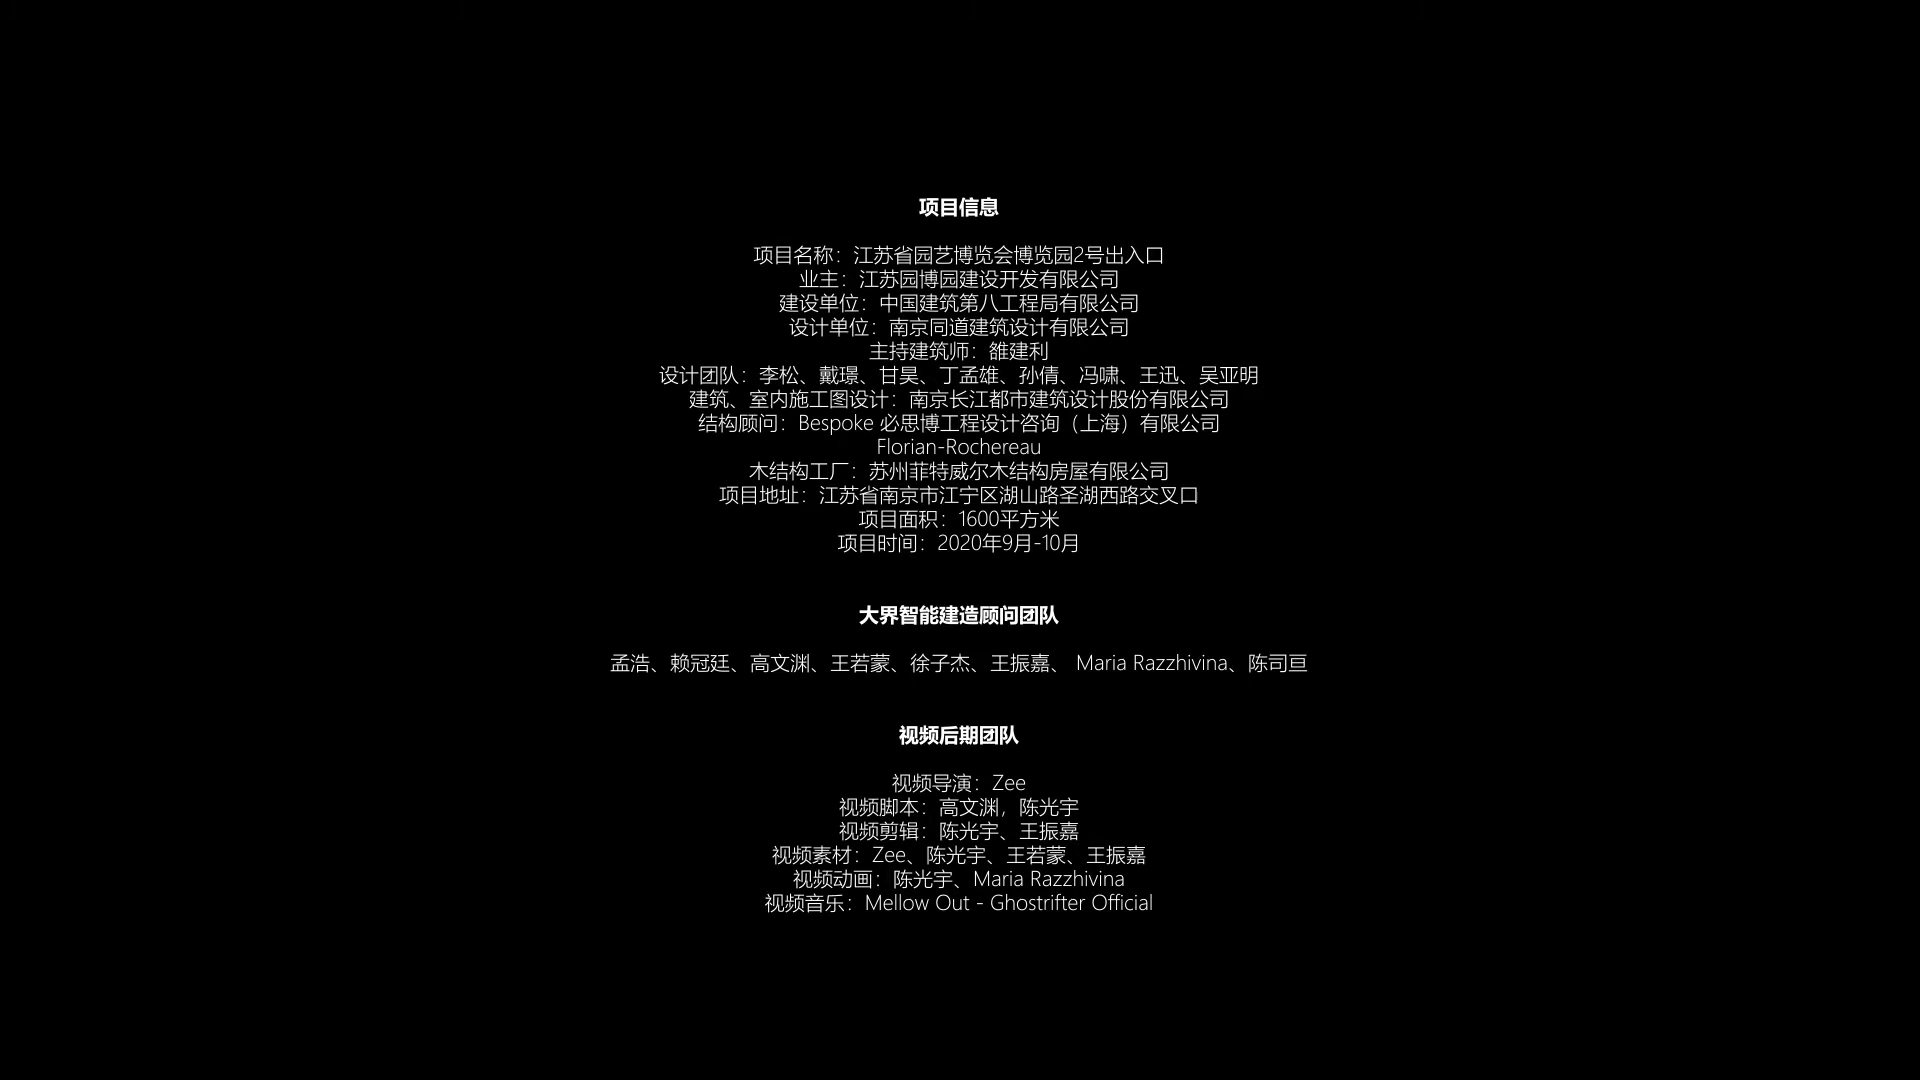 项目信息
项目名称：江苏省园艺博览会博览园2号出入口
业主：江苏园博园建设开发有限公司
建设单位：中国建筑第八工程局有限公司
设计单位：南京同道建筑设计有限公司
主持建筑师：雒建利
设计团队：李松、戴璟、甘昊、丁孟雄、孙倩、冯啸、王迅、吴亚明
建筑、室内施工图设计：南京长江都市建筑设计股份有限公司
结构顾问：Bespoke 必思博工程设计咨询（上海）有限公司
Florian-Rochereau
木结构工厂：苏州菲特威尔木结构房屋有限公司
项目地址：江苏省南京市江宁区湖山路圣湖西路交叉口
项目面积：1600平方米
项目时间：2020年9月-10月
大界智能建造顾问团队
孟浩、赖冠廷、高文渊、王若蒙、徐子杰、王振嘉、 Maria Razzhivina、陈司亘
视频后期团队
视频导演：Zee
视频脚本：高文渊，陈光宇
视频剪辑：陈光宇、王振嘉
视频素材：Zee、陈光宇、王若蒙、王振嘉
视频动画：陈光宇、Maria Razzhivina
视频音乐：Mellow Out - Ghostrifter Official